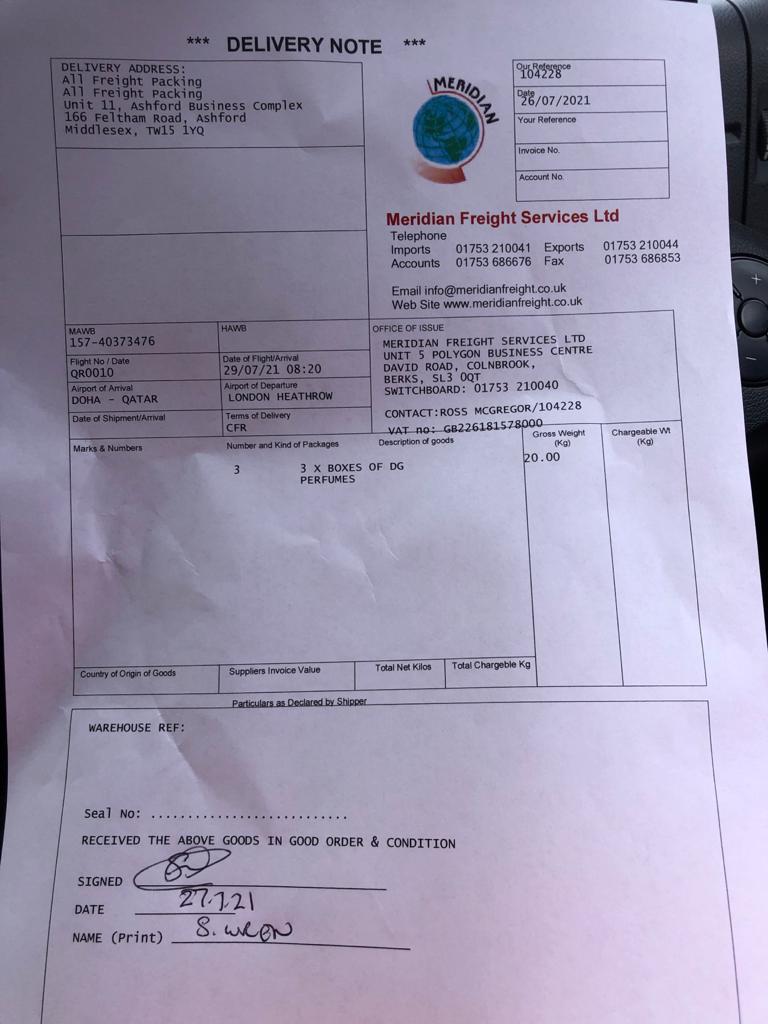 *** DELIVERY NOTE ***
DELIVERY ADDRESS:
All Freight Packing
All Freight Packing
Unit 11, Ashford Business Complex
166 Feltham Road, Ashford
Middlesex, TW15 1YQ
MERIDIAN
Our Reference
104228
Date
26/07/2021
Your Reference
Invoice No.
Account No.
Meridian Freight Services Ltd
Telephone
Imports 01753 210041 Exports 01753 210044
Accounts 01753 686676 Fax 01753 686853
Email info@meridianfreight.co.uk
Web Site www.meridianfreight.co.uk
MAWB
157-40373476
HAWB
Flight No / Date
QR0010
Date of Flight/Arrival
29/07/21 08:20
Airport of Arrival
DOHA - QATAR
Airport of Departure
LONDON HEATHROW
Date of Shipment/Arrival
Terms of Delivery
CFR
OFFICE OF ISSUE
MERIDIAN FREIGHT SERVICES LTD
UNIT 5 POLYGON BUSINESS CENTRE
DAVID ROAD, COLNBROOK,
BERKS, SL3 0QT
SWITCHBOARD: 01753 210040
CONTACT:ROSS MCGREGOR/104228
VAT no: GB226181578000
Marks & Numbers
Number and Kind of Packages
Description of goods
Gross Weight
(Kg)
Chargeable Wt
(Kg)
3 3 X BOXES OF DG
PERFUMES
20.00
Country of Origin of Goods
Suppliers Invoice Value
Total Net Kilos
Total Chargeable Kg
Particulars as Declared by Shipper
WAREHOUSE REF:
Seal No: ...........................
RECEIVED THE ABOVE GOODS IN GOOD ORDER & CONDITION
SIGNED
DATE 27.7.21
NAME (Print) S. WREN
+
−